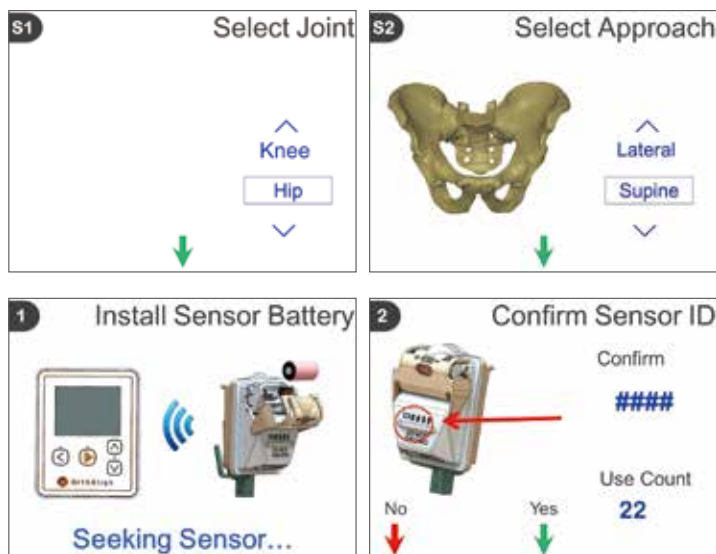 S1 Select Joint
Knee
Hip
S2 Select Approach
Lateral
Supine
1 Install Sensor Battery
OrthAlign
Seeking Sensor...
2 Confirm Sensor ID
Confirm
####
Use Count
22
No Yes